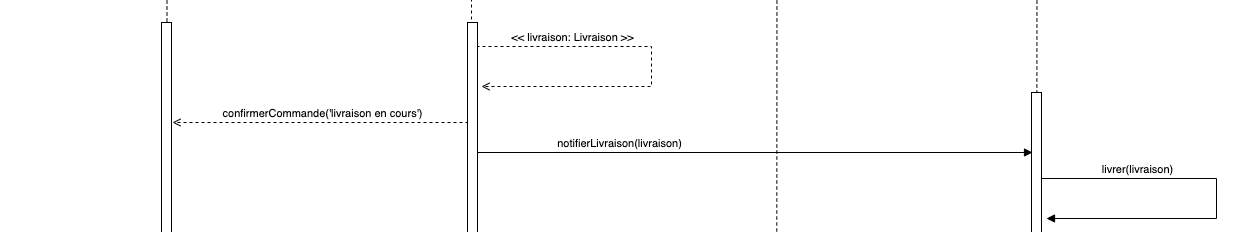 << livraison: Livraison >>
confirmerCommande('livraison en cours')
notifierLivraison(livraison)
livrer(livraison)